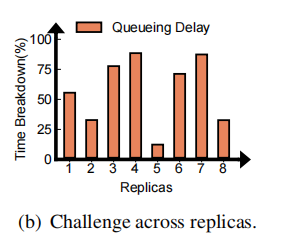 Queueing Delay
Time Breakdown(%)
100
75
50
25
0
1 2 3 4 5 6 7 8
Replicas
(b) Challenge across replicas.